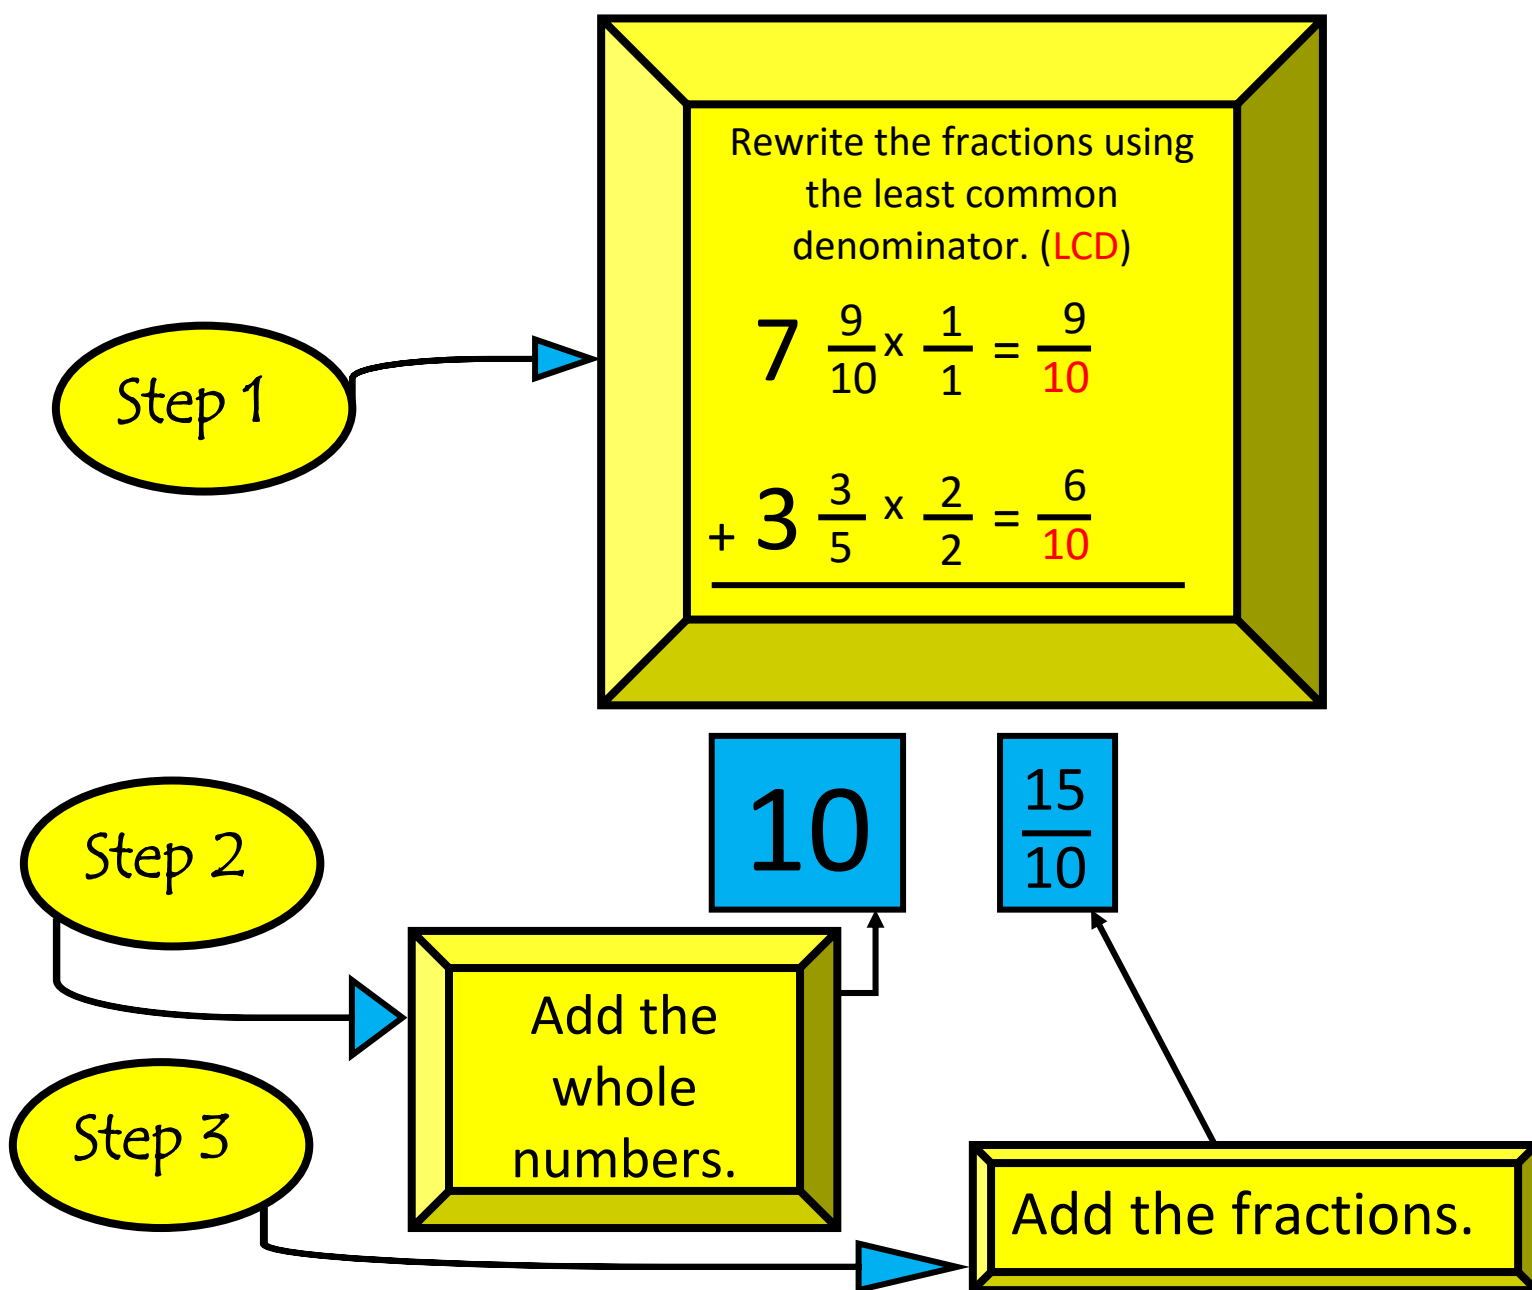 Rewrite the fractions using
the least common
denominator. (LCD)
Step 1
7 9/10 x 1/1 = 9/10
+ 3 3/5 x 2/2 = 6/10
10 15/10
Step 2
Add the
whole
numbers.
Step 3
Add the fractions.